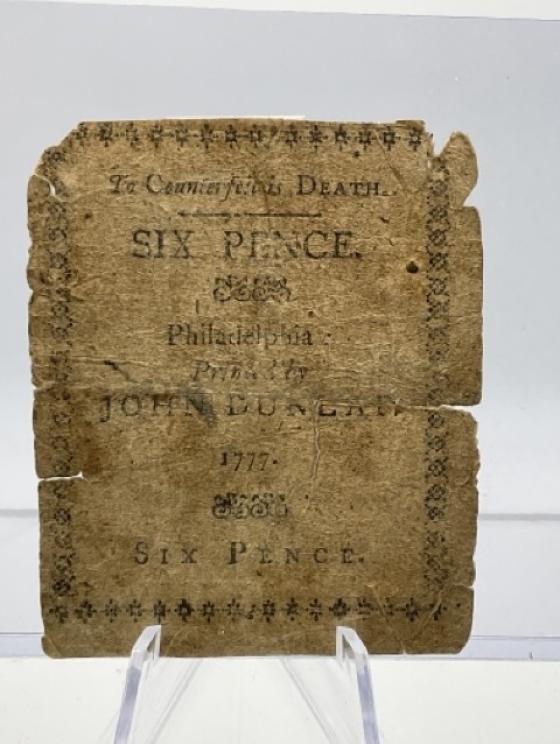 To Counterfeit is DEATH.
SIX PENCE.
Philadelphia:
Printed by
JOHN DUNLAP.
1777.
SIX PENCE.